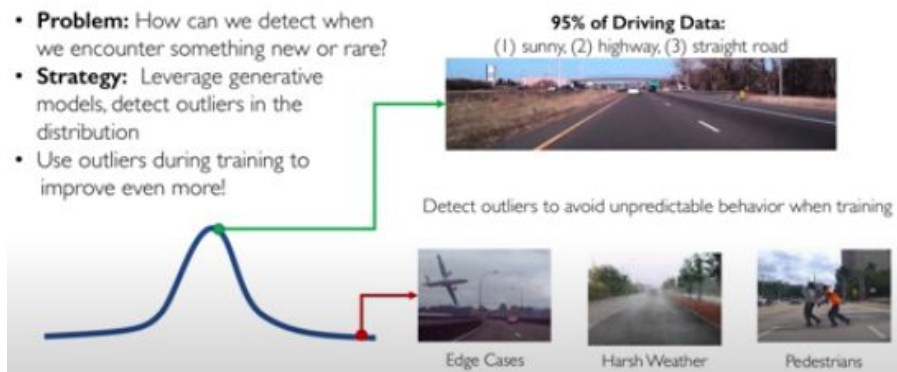 • Problem: How can we detect when
we encounter something new or rare?
• Strategy: Leverage generative
models, detect outliers in the
distribution
• Use outliers during training to
improve even more!
95% of Driving Data:
(1) sunny, (2) highway, (3) straight road
Detect outliers to avoid unpredictable behavior when training
Edge Cases
Harsh Weather
Pedestrians